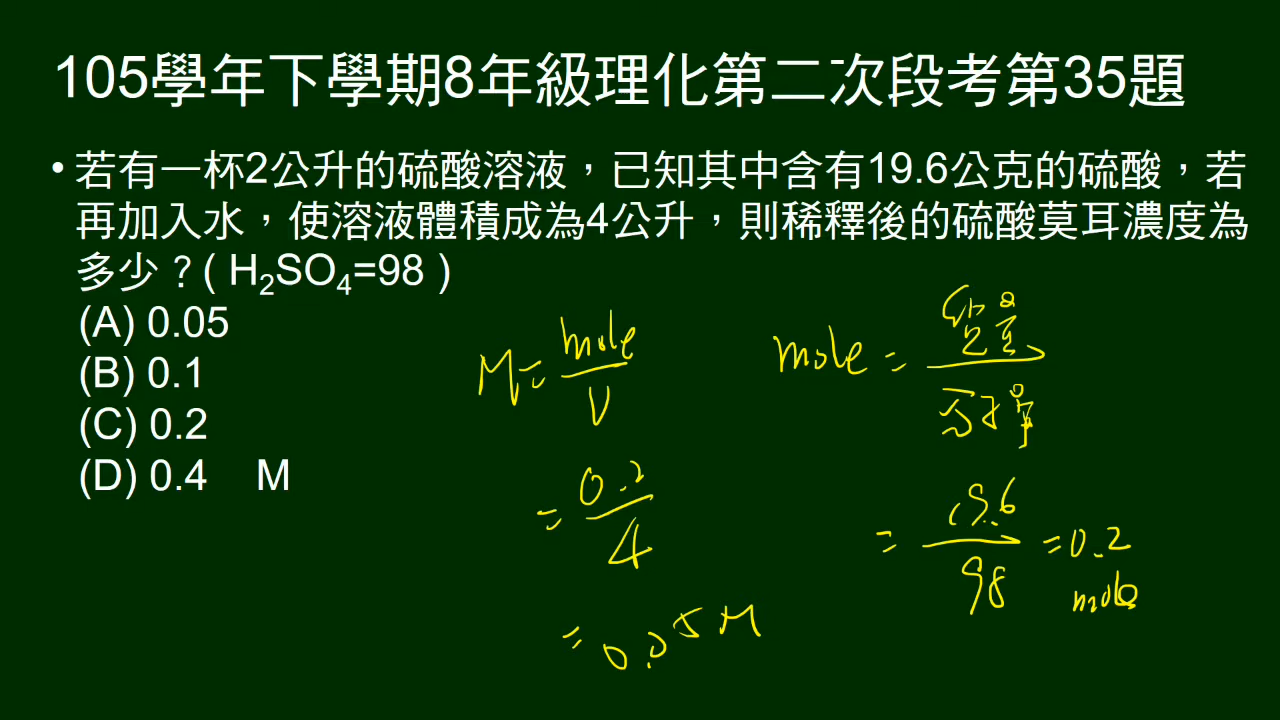 105學年下學期8年級理化第二次段考第35題
• 若有一杯2公升的硫酸溶液，已知其中含有19.6公克的硫酸，若
再加入水，使溶液體積成為4公升，則稀釋後的硫酸莫耳濃度為
多少？( H₂SO₄=98 )
(A) 0.05
(B) 0.1
(C) 0.2
(D) 0.4 M
M = mole / V
= 0.2 / 4
= 0.05 M
mole = 質量 / 分子量
= 19.6 / 98 = 0.2
mole